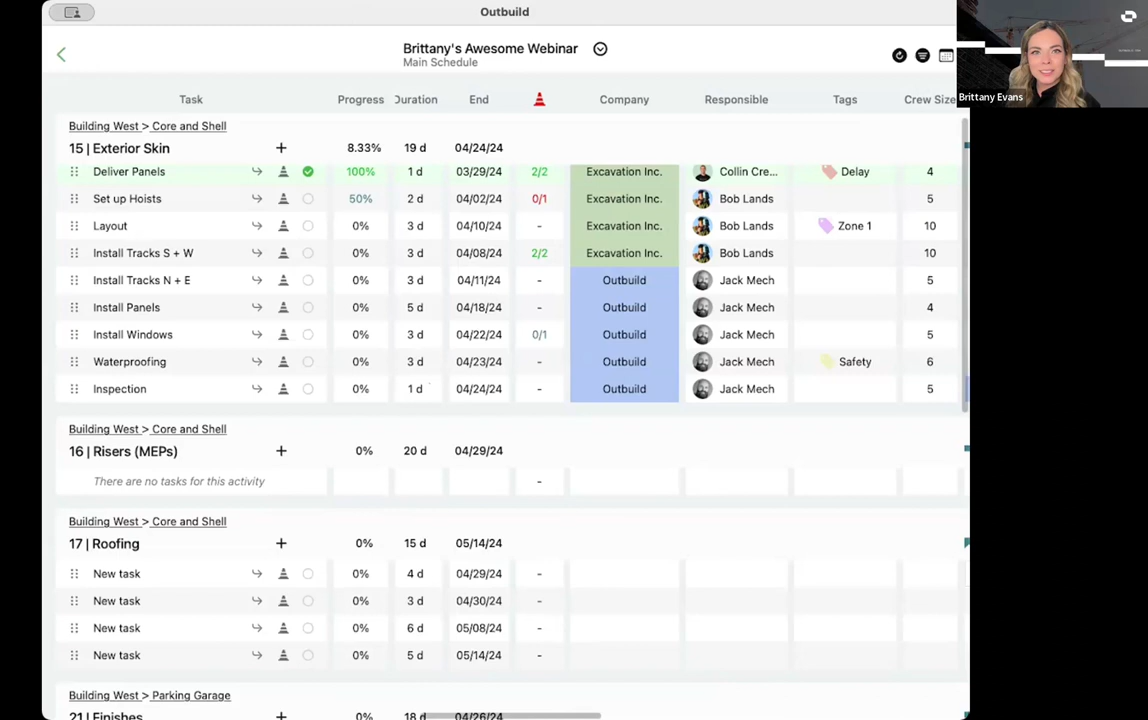 Outbuild
Brittany's Awesome Webinar
Main Schedule
Brittany Evans
Task Progress Duration End Company Responsible Tags Crew Size
Building West > Core and Shell
15 | Exterior Skin + 8.33% 19 d 04/24/24
Deliver Panels 100% 1 d 03/29/24 2/2 Excavation Inc. Collin Cre... Delay 4
Set up Hoists 50% 2 d 04/02/24 0/1 Excavation Inc. Bob Lands 5
Layout 0% 3 d 04/10/24 - Excavation Inc. Bob Lands Zone 1 10
Install Tracks S + W 0% 3 d 04/08/24 2/2 Excavation Inc. Bob Lands 10
Install Tracks N + E 0% 3 d 04/11/24 - Outbuild Jack Mech 5
Install Panels 0% 5 d 04/18/24 - Outbuild Jack Mech 4
Install Windows 0% 3 d 04/22/24 0/1 Outbuild Jack Mech 5
Waterproofing 0% 3 d 04/23/24 - Outbuild Jack Mech Safety 6
Inspection 0% 1 d 04/24/24 - Outbuild Jack Mech 5
Building West > Core and Shell
16 | Risers (MEPs) + 0% 20 d 04/29/24
There are no tasks for this activity -
Building West > Core and Shell
17 | Roofing + 0% 15 d 05/14/24
New task 0% 4 d 04/29/24 -
New task 0% 3 d 04/30/24 -
New task 0% 6 d 05/08/24 -
New task 0% 5 d 05/14/24 -
Building West > Parking Garage
21 | Finishes + 0% 18 d 04/26/24